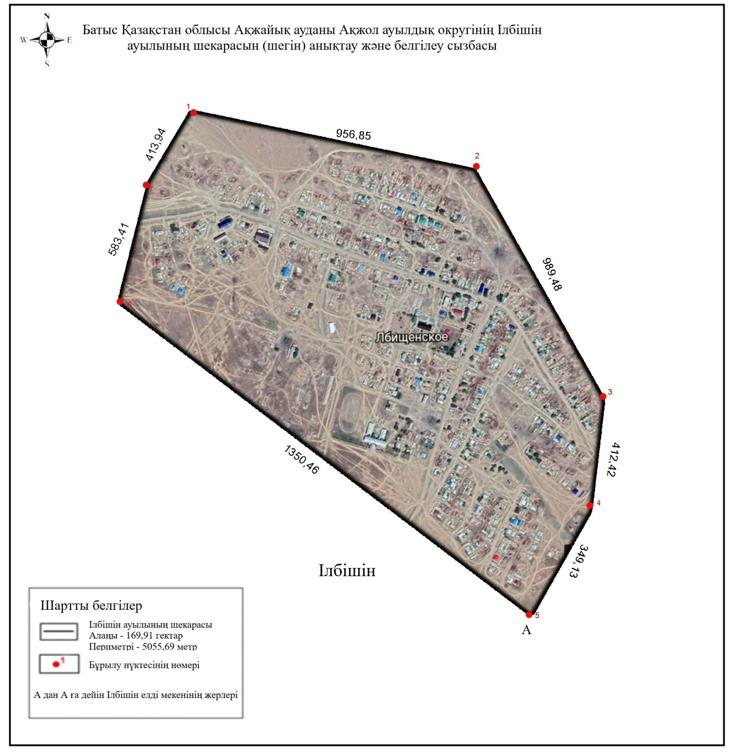 N
W E
S
Батыс Қазақстан облысы Ақжайық ауданы Ақжол ауылдық округінің Ілбішін
ауылының шекарасын (шегін) анықтау және белгілеу сызбасы
1
956,85
2
413,94
583,41
989,48
Лбищенское
3
412,42
1350,46
4
349,13
Ілбішін
5
А
Шартты белгілер
Ілбішін ауылының шекарасы
Алаңы - 169,91 гектар
Периметрі - 5055,69 метр
1
Бұрылу нүктесінің нөмері
А дан А ға дейін Ілбішін елді мекенінің жерлері